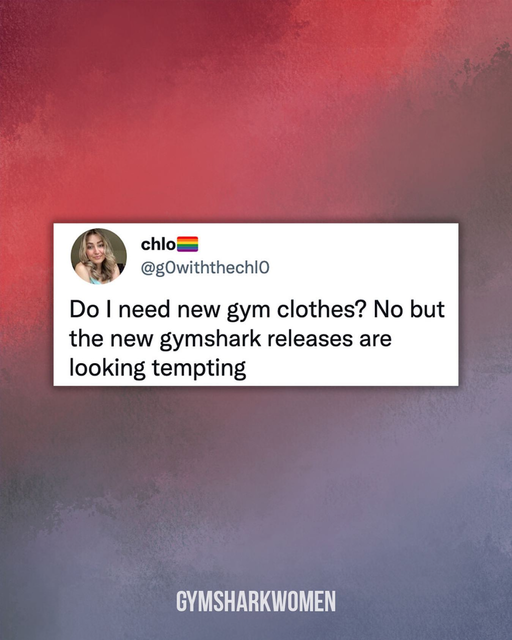 chlo🏳️‍🌈
@g0withthechl0
Do I need new gym clothes? No but
the new gymshark releases are
looking tempting
GYMSHARKWOMEN